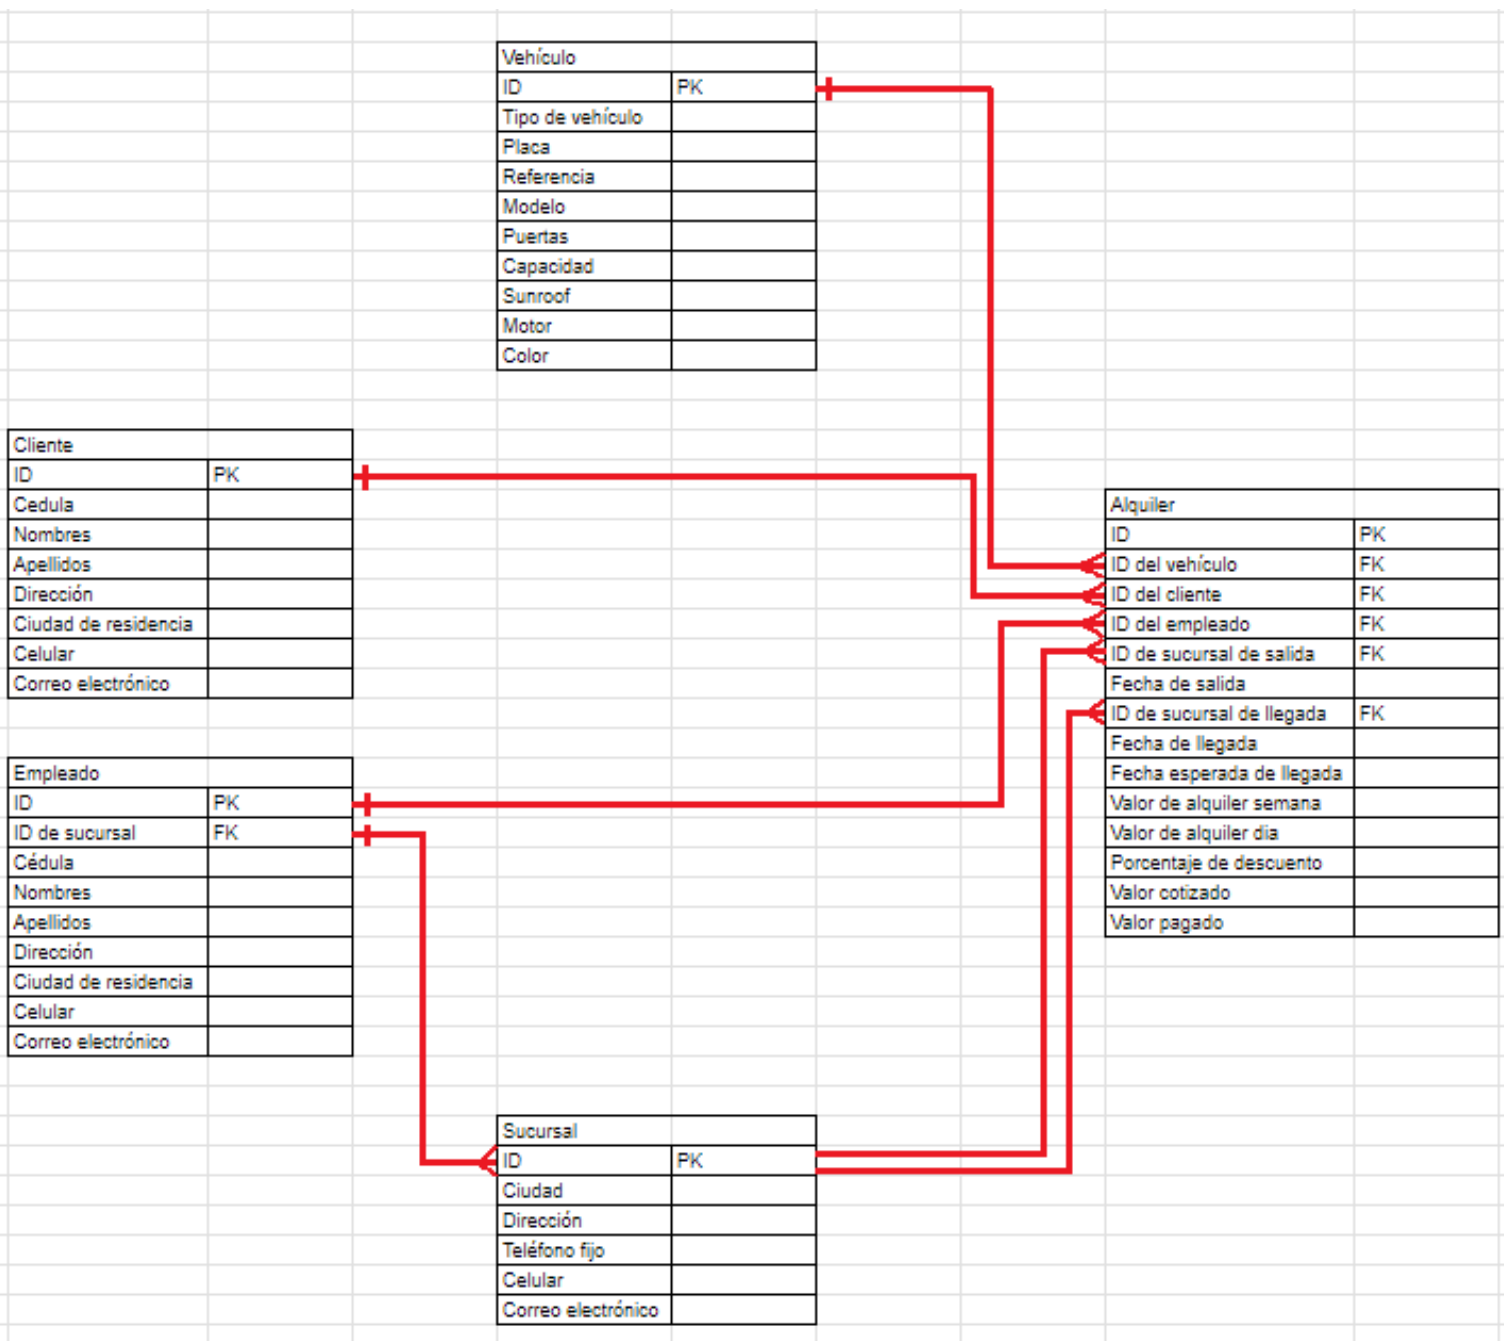 Vehículo
ID PK
Tipo de vehículo
Placa
Referencia
Modelo
Puertas
Capacidad
Sunroof
Motor
Color
Cliente
ID PK
Cedula
Nombres
Apellidos
Dirección
Ciudad de residencia
Celular
Correo electrónico
Alquiler
ID PK
ID del vehículo FK
ID del cliente FK
ID del empleado FK
ID de sucursal de salida FK
Fecha de salida
ID de sucursal de llegada FK
Fecha de llegada
Fecha esperada de llegada
Valor de alquiler semana
Valor de alquiler dia
Porcentaje de descuento
Valor cotizado
Valor pagado
Empleado
ID PK
ID de sucursal FK
Cédula
Nombres
Apellidos
Dirección
Ciudad de residencia
Celular
Correo electrónico
Sucursal
ID PK
Ciudad
Dirección
Teléfono fijo
Celular
Correo electrónico